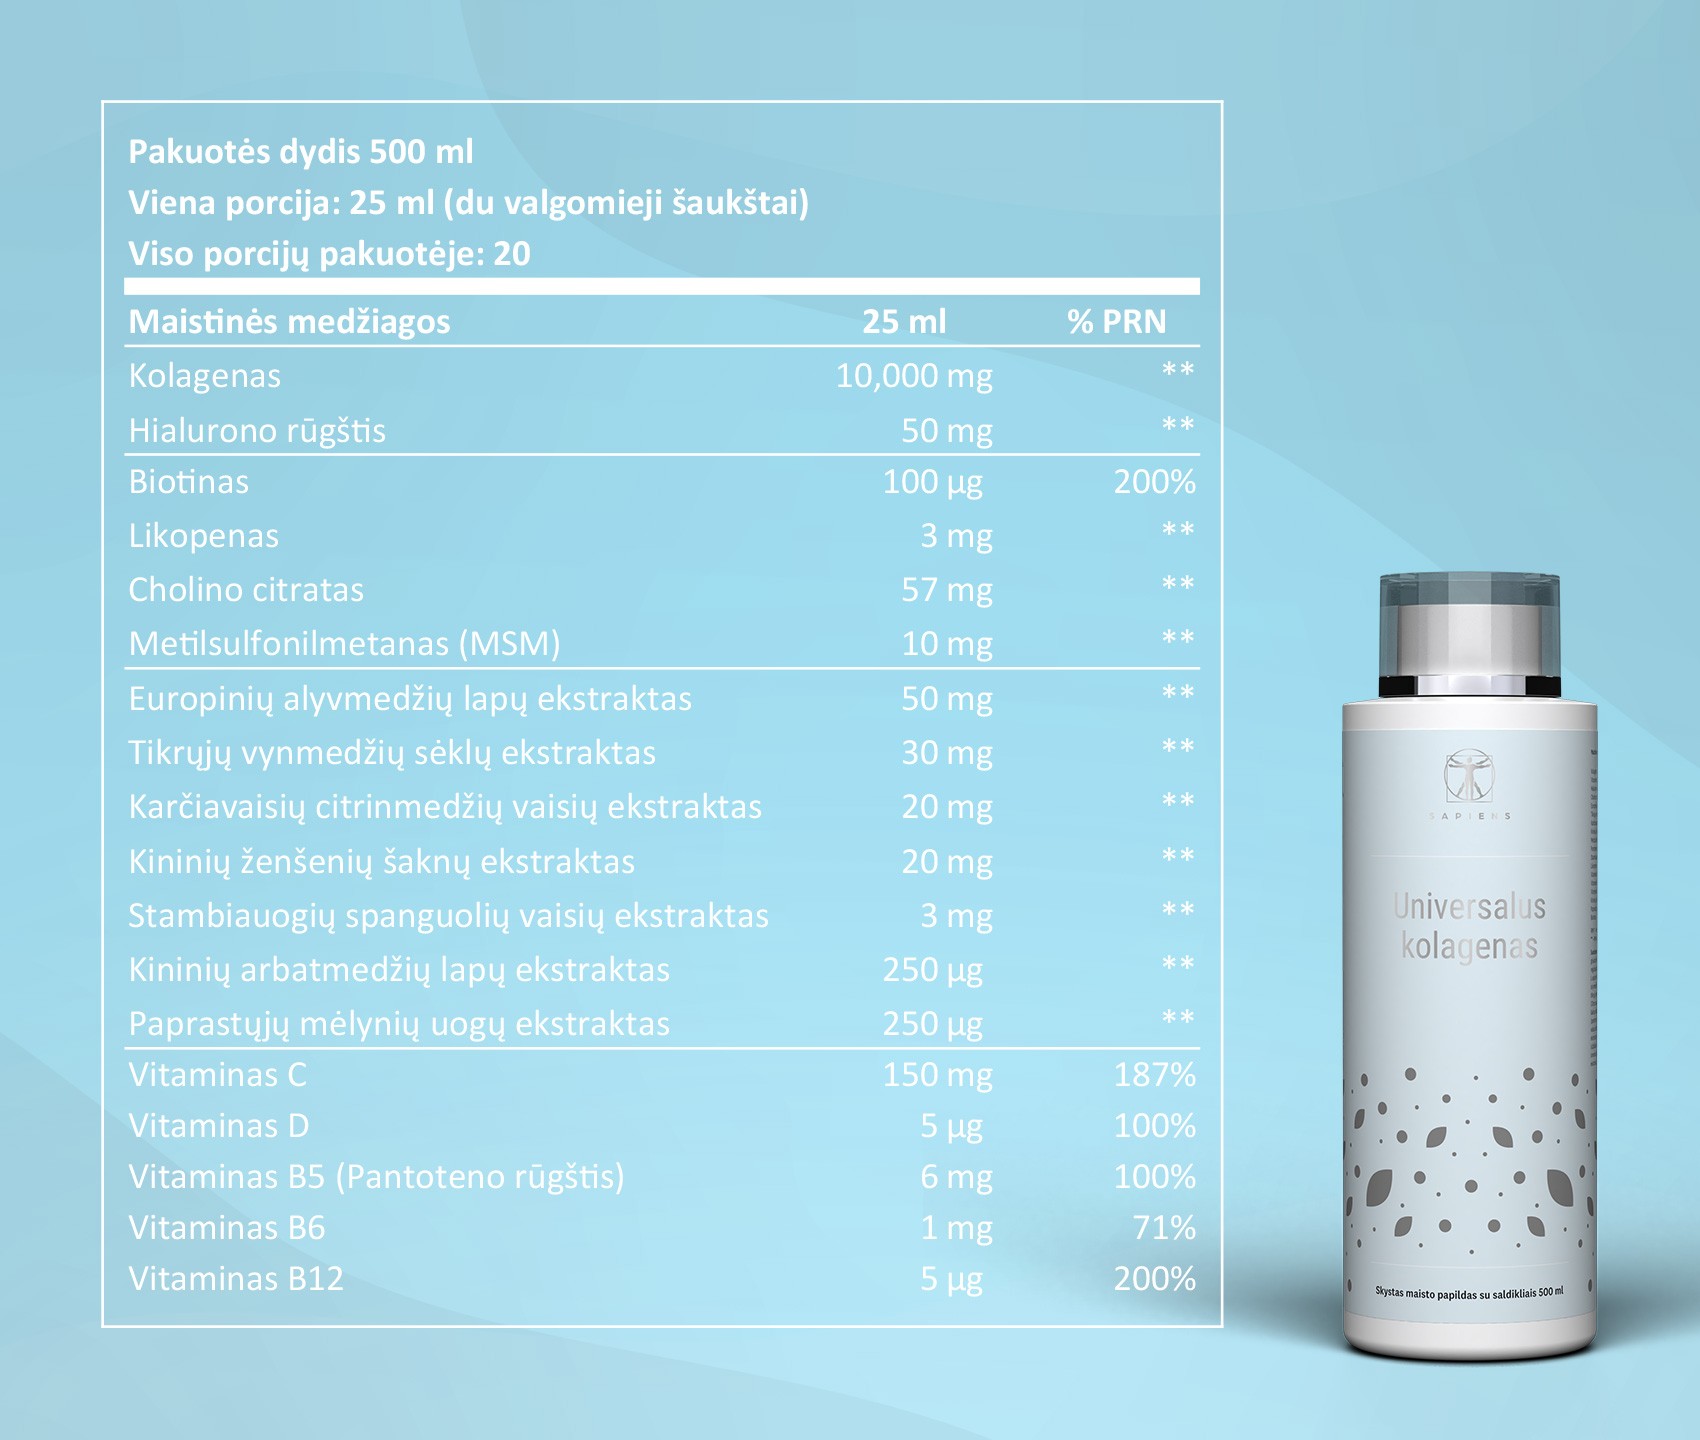 Pakuotės dydis 500 ml
Viena porcija: 25 ml (du valgomieji šaukštai)
Viso porcijų pakuotėje: 20
Maistinės medžiagos 25 ml % PRN
Kolagenas 10,000 mg **
Hialurono rūgštis 50 mg **
Biotinas 100 µg 200%
Likopenas 3 mg **
Cholino citratas 57 mg **
Metilsulfonilmetanas (MSM) 10 mg **
Europinių alyvmedžių lapų ekstraktas 50 mg **
Tikrųjų vynmedžių sėklų ekstraktas 30 mg **
Karčiavaisių citrinmedžių vaisių ekstraktas 20 mg **
Kininių ženšenių šaknų ekstraktas 20 mg **
Stambiauogių spanguolių vaisių ekstraktas 3 mg **
Kininių arbatmedžių lapų ekstraktas 250 µg **
Paprastųjų mėlynių uogų ekstraktas 250 µg **
Vitaminas C 150 mg 187%
Vitaminas D 5 µg 100%
Vitaminas B5 (Pantoteno rūgštis) 6 mg 100%
Vitaminas B6 1 mg 71%
Vitaminas B12 5 µg 200%
SAPIENS
Universalus
kolagenas
Skystas maisto papildas su saldikliais 500 ml